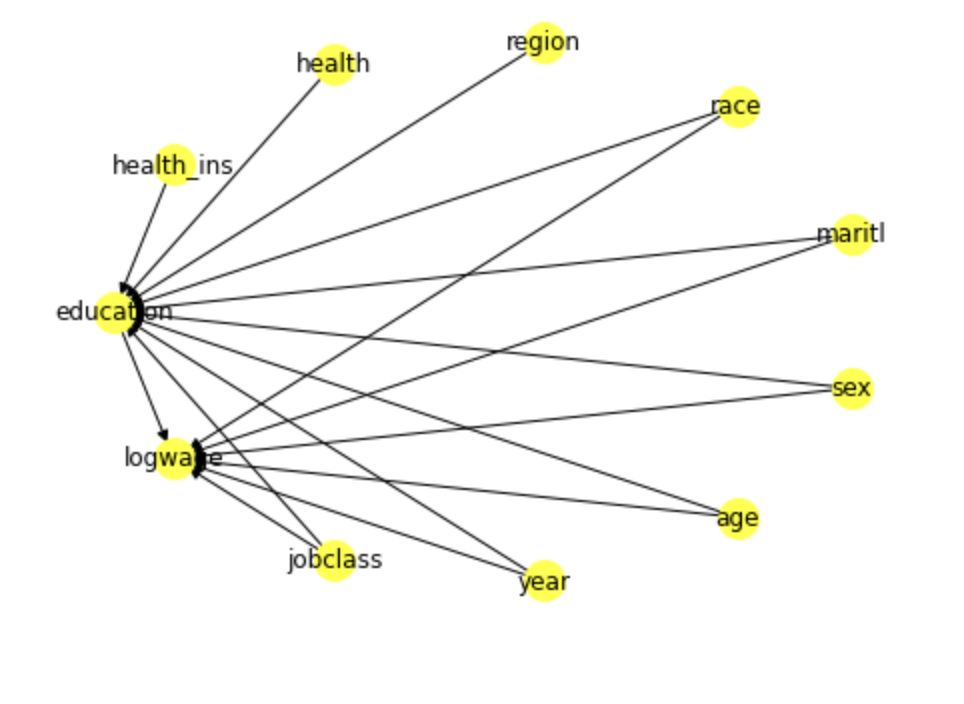 region
health
race
health_ins
maritl
education
sex
logwage
age
jobclass
year